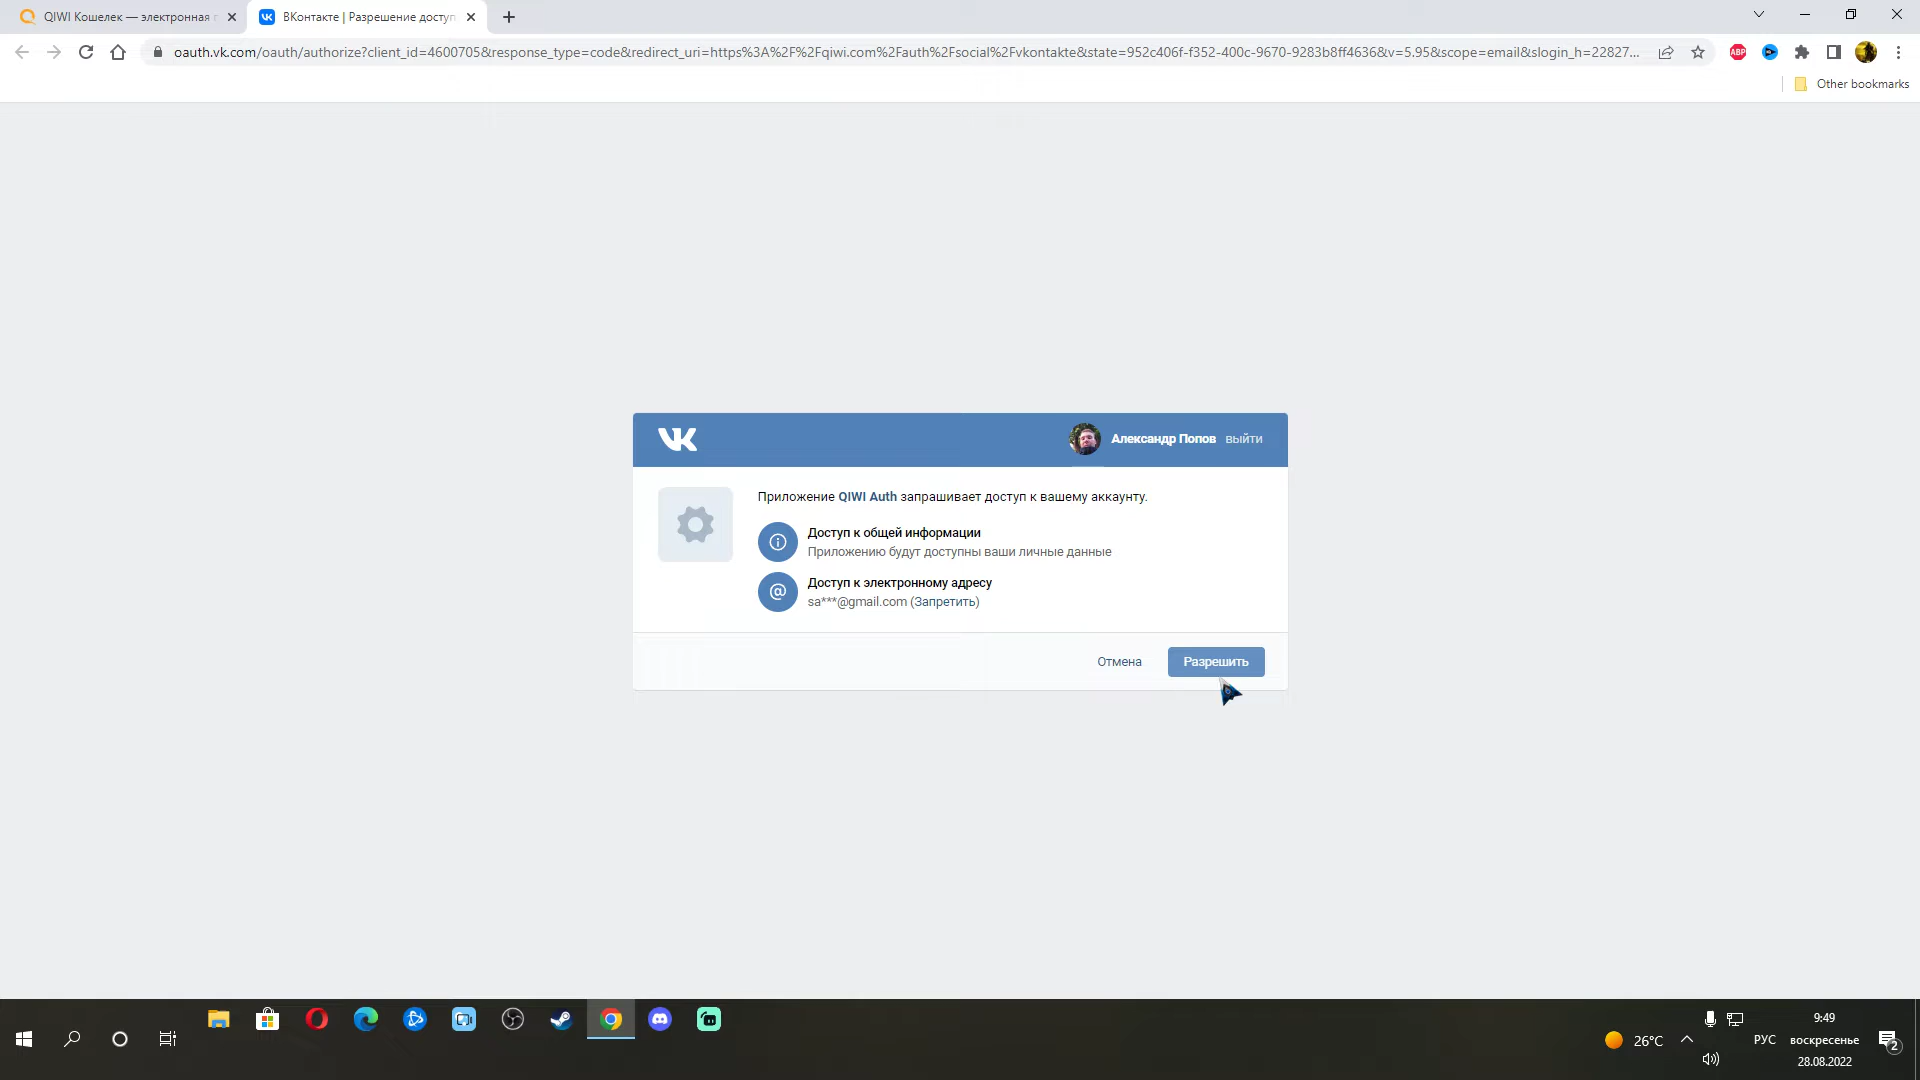 QIWI Кошелек — электронная
ВКонтакте | Разрешение доступ
oauth.vk.com/oauth/authorize?client_id=4600705&response_type=code&redirect_uri=https%3A%2F%2Fqiwi.com%2Fauth%2Fsocial%2Fvkontakte&state=952c406f-f352-400c-9670-9283b8ff4636&v=5.95&scope=email&slogin_h=22827...
ABP
Other bookmarks
Александр Попов выйти
Приложение QIWI Auth запрашивает доступ к вашему аккаунту.
Доступ к общей информации
Приложению будут доступны ваши личные данные
Доступ к электронному адресу
sa***@gmail.com (Запретить)
Отмена
Разрешить
26°C
РУС
9:49
воскресенье
28.08.2022
2